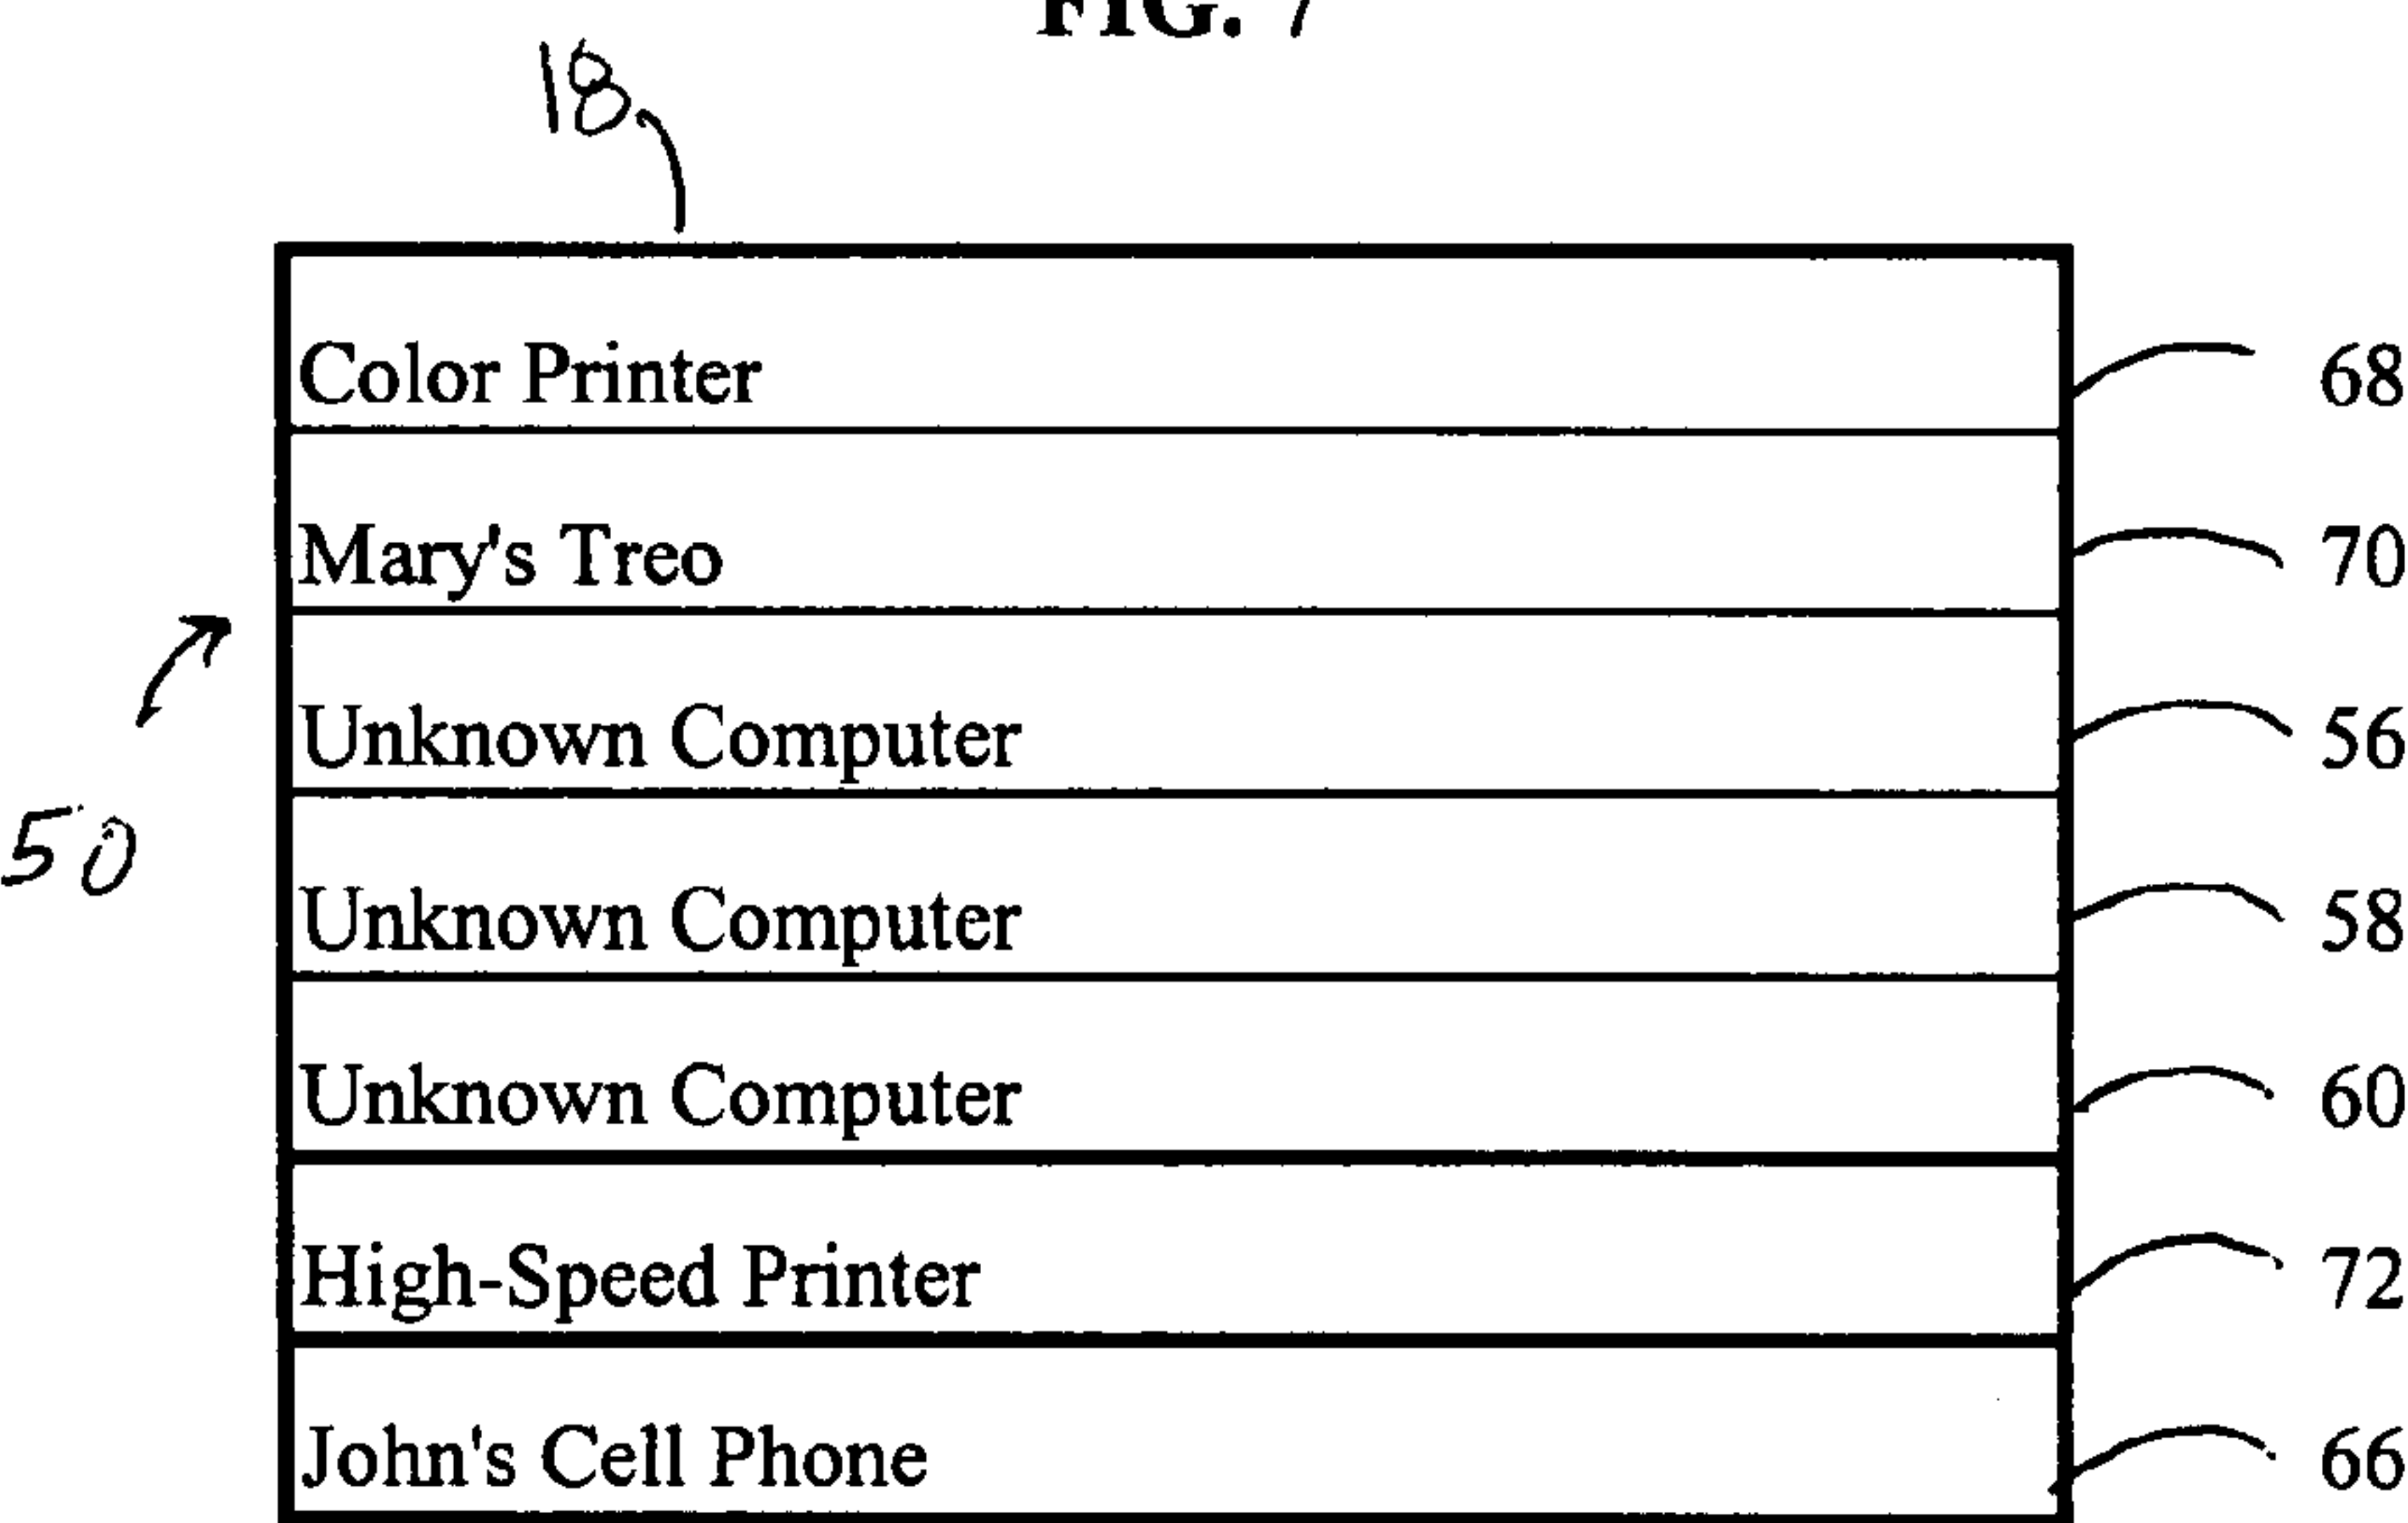 FIG. 7
18
Color Printer 68
Mary's Treo 70
Unknown Computer 56
50
Unknown Computer 58
Unknown Computer 60
High-Speed Printer 72
John's Cell Phone 66